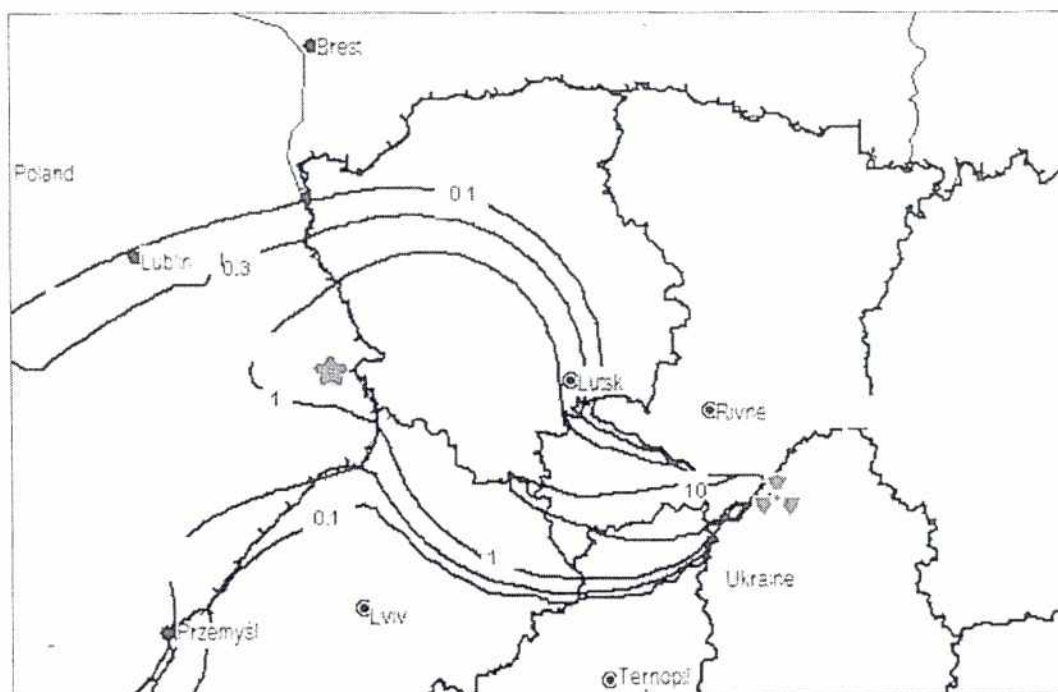 Brest
Poland
0.1
Lublin
0.3
Lutsk
1
Rivne
10
0.1
1
Ukraine
Lviv
Przemyśl
Ternopil